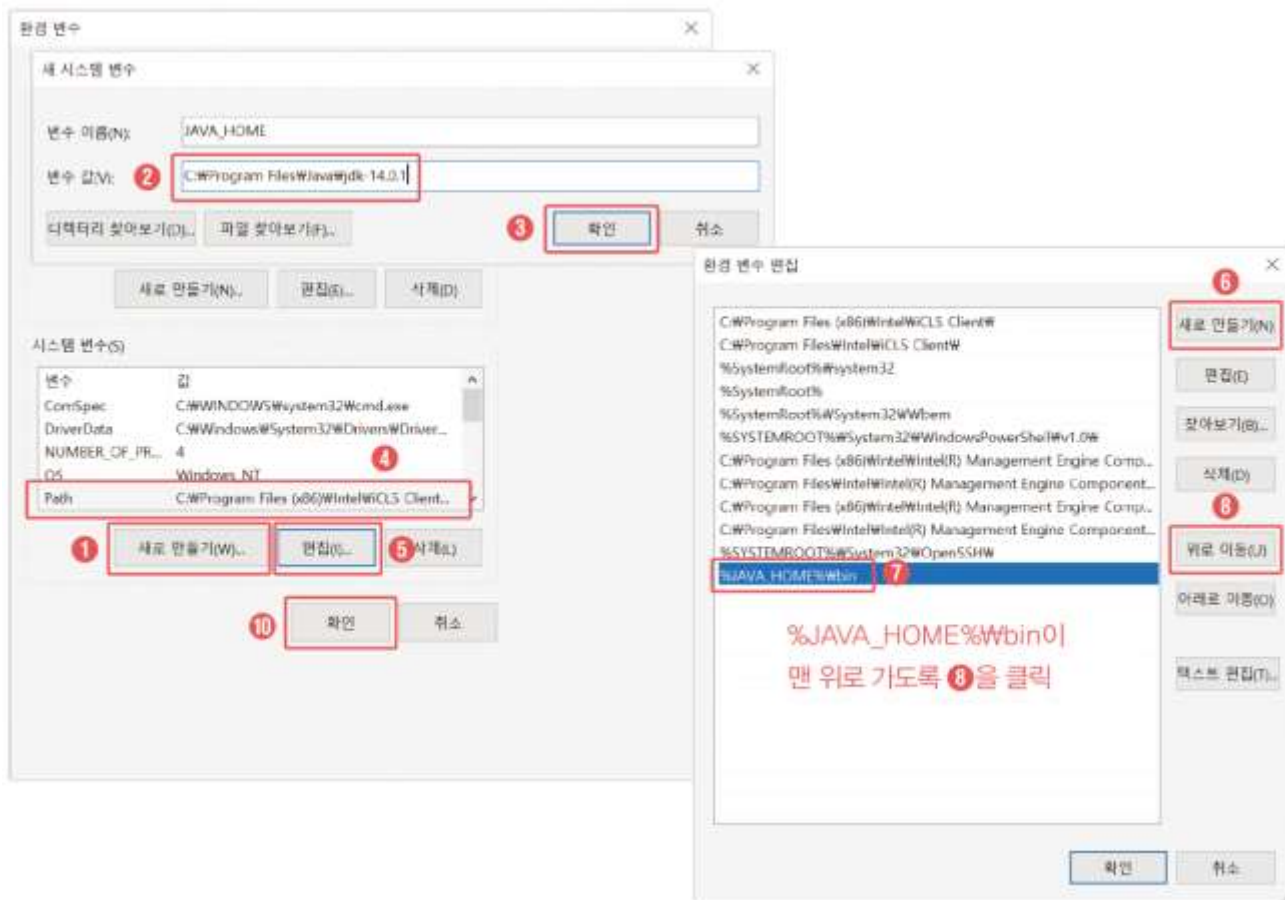 환경 변수
새 시스템 변수
변수 이름(N):
JAVA_HOME
변수 값(V):
❷
C:₩Program Files₩Java₩jdk-14.0.1
디렉터리 찾아보기(D)...
파일 찾아보기(F)...
❸
확인
취소
새로 만들기(N)...
편집(E)...
삭제(D)
시스템 변수(S)
변수 값
ComSpec C:₩WINDOWS₩system32₩cmd.exe
DriverData C:₩Windows₩System32₩Drivers₩Driver...
NUMBER_OF_PR... 4
❹
OS Windows_NT
Path C:₩Program Files (x86)₩Intel₩iCLS Client...
❶
새로 만들기(W)...
편집(I)...
❺
삭제(L)
❿
확인
취소
환경 변수 편집
C:₩Program Files (x86)₩Intel₩iCLS Client₩
C:₩Program Files₩Intel₩iCLS Client₩
%SystemRoot%₩system32
%SystemRoot%
%SystemRoot%₩System32₩Wbem
%SYSTEMROOT%₩System32₩WindowsPowerShell₩v1.0₩
C:₩Program Files (x86)₩Intel₩Intel(R) Management Engine Comp...
C:₩Program Files₩Intel₩Intel(R) Management Engine Component...
C:₩Program Files (x86)₩Intel₩Intel(R) Management Engine Comp...
C:₩Program Files₩Intel₩Intel(R) Management Engine Component...
%SYSTEMROOT%₩System32₩OpenSSH₩
%JAVA_HOME%₩bin
❼
%JAVA_HOME%₩bin이
맨 위로 가도록 ❽을 클릭
❻
새로 만들기(N)
편집(E)
찾아보기(B)...
삭제(D)
❽
위로 이동(U)
아래로 이동(O)
텍스트 편집(T)...
확인
취소